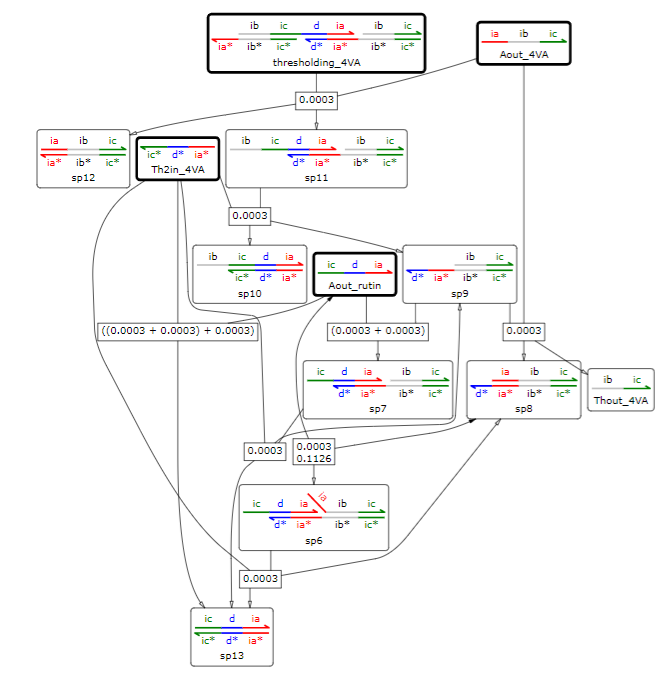 ib ic d ia ib ic
ia* ib* ic* d* ia* ib* ic*
thresholding_4VA
ia ib ic
Aout_4VA
0.0003
ia ib ic
ia* ib* ic*
sp12
ic* d* ia*
Th2in_4VA
ib ic d ia ib ic
d* ia* ib* ic*
sp11
0.0003
ib ic d ia
ic* d* ia*
sp10
ic d ia
Aout_rutin
ib ic
d* ia* ib* ic*
sp9
((0.0003 + 0.0003) + 0.0003)
(0.0003 + 0.0003)
0.0003
ic d ia ib ic
d* ia* ib* ic*
sp7
ia ib ic
d* ia* ib* ic*
sp8
ib ic
Thout_4VA
0.0003
0.0003
0.1126
ic d ia ia ib ic
d* ia* ib* ic*
sp6
0.0003
ic d ia
ic* d* ia*
sp13